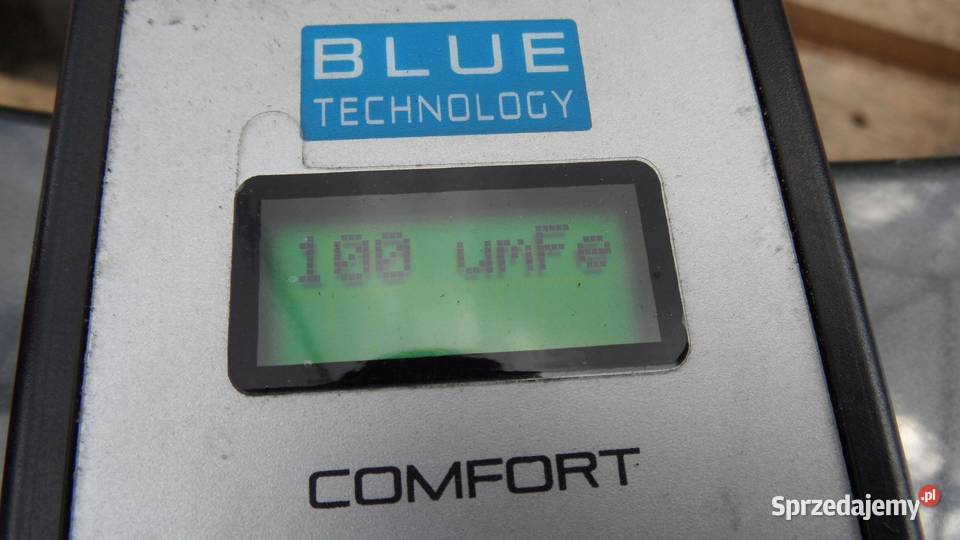 BLUE
TECHNOLOGY
100 umFe
COMFORT
Sprzedajemy.pl